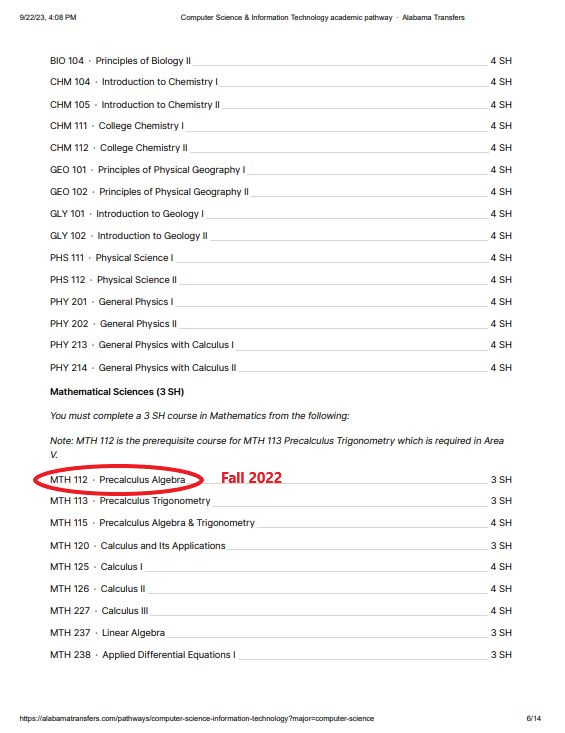 9/22/23, 4:08 PM Computer Science & Information Technology academic pathway · Alabama Transfers
BIO 104 · Principles of Biology II 4 SH
CHM 104 · Introduction to Chemistry I 4 SH
CHM 105 · Introduction to Chemistry II 4 SH
CHM 111 · College Chemistry I 4 SH
CHM 112 · College Chemistry II 4 SH
GEO 101 · Principles of Physical Geography I 4 SH
GEO 102 · Principles of Physical Geography II 4 SH
GLY 101 · Introduction to Geology I 4 SH
GLY 102 · Introduction to Geology II 4 SH
PHS 111 · Physical Science I 4 SH
PHS 112 · Physical Science II 4 SH
PHY 201 · General Physics I 4 SH
PHY 202 · General Physics II 4 SH
PHY 213 · General Physics with Calculus I 4 SH
PHY 214 · General Physics with Calculus II 4 SH
Mathematical Sciences (3 SH)
You must complete a 3 SH course in Mathematics from the following:
Note: MTH 112 is the prerequisite course for MTH 113 Precalculus Trigonometry which is required in Area
V.
MTH 112 · Precalculus Algebra Fall 2022 3 SH
MTH 113 · Precalculus Trigonometry 3 SH
MTH 115 · Precalculus Algebra & Trigonometry 4 SH
MTH 120 · Calculus and Its Applications 3 SH
MTH 125 · Calculus I 4 SH
MTH 126 · Calculus II 4 SH
MTH 227 · Calculus III 4 SH
MTH 237 · Linear Algebra 3 SH
MTH 238 · Applied Differential Equations I 3 SH
https://alabamatransfers.com/pathways/computer-science-information-technology?major=computer-science 6/14